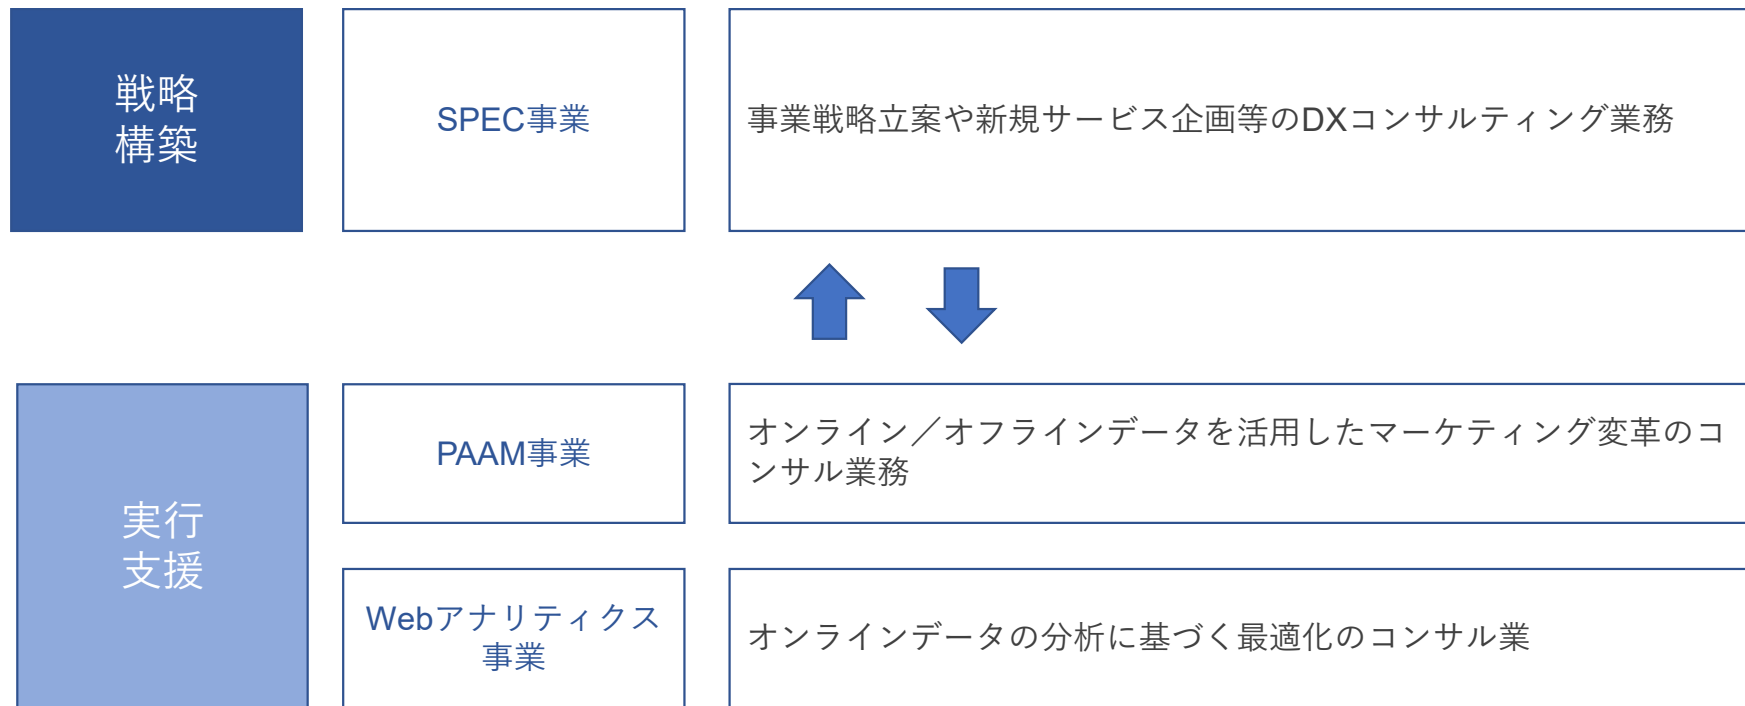 戦略
構築
SPEC事業
事業戦略立案や新規サービス企画等のDXコンサルティング業務
実行
支援
PAAM事業
オンライン／オフラインデータを活用したマーケティング変革のコ
ンサル業務
Webアナリティクス
事業
オンラインデータの分析に基づく最適化のコンサル業